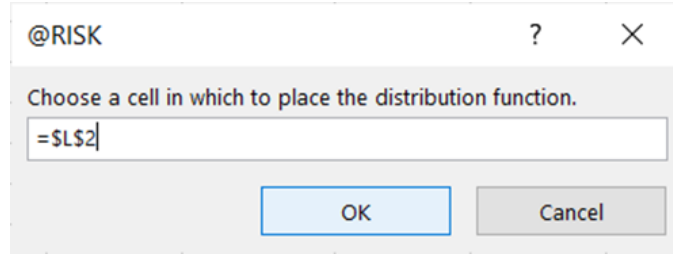 @RISK ?
Choose a cell in which to place the distribution function.
=$L$2
OK Cancel